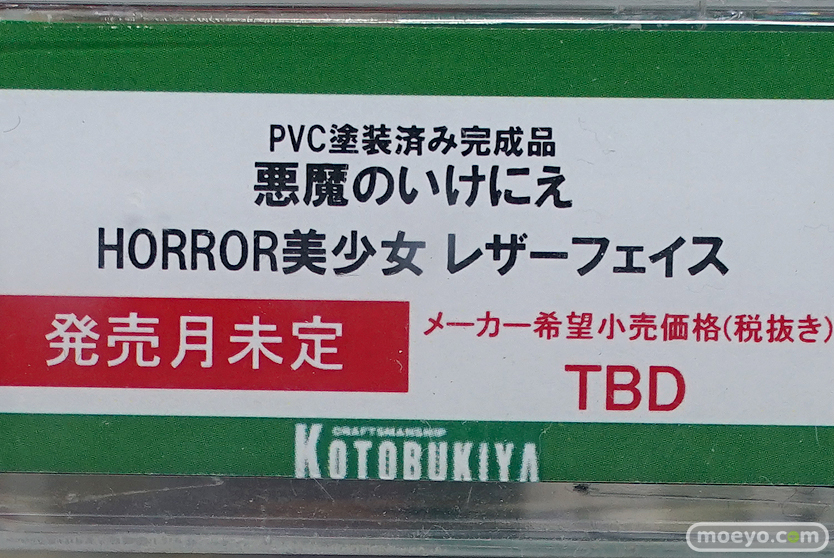 PVC塗装済み完成品
悪魔のいけにえ
HORROR美少女 レザーフェイス
発売月未定
メーカー希望小売価格(税抜き)
TBD
CRAFTSMANSHIP
KOTOBUKIYA
moeyo.com